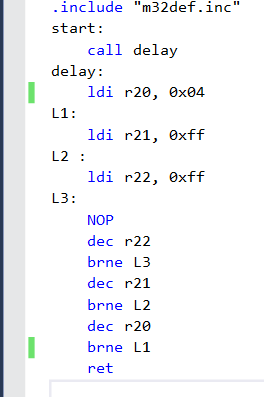 .include "m32def.inc"
start:
call delay
delay:
ldi r20, 0x04
L1:
ldi r21, 0xff
L2 :
ldi r22, 0xff
L3:
NOP
dec r22
brne L3
dec r21
brne L2
dec r20
brne L1
ret